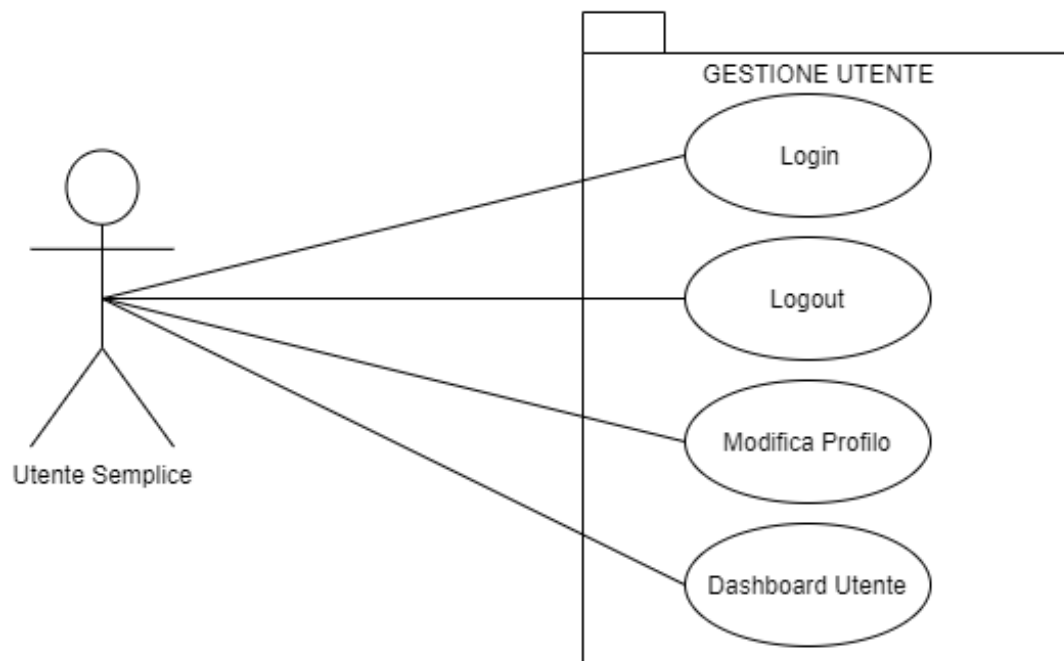 GESTIONE UTENTE
Login
Logout
Modifica Profilo
Dashboard Utente
Utente Semplice